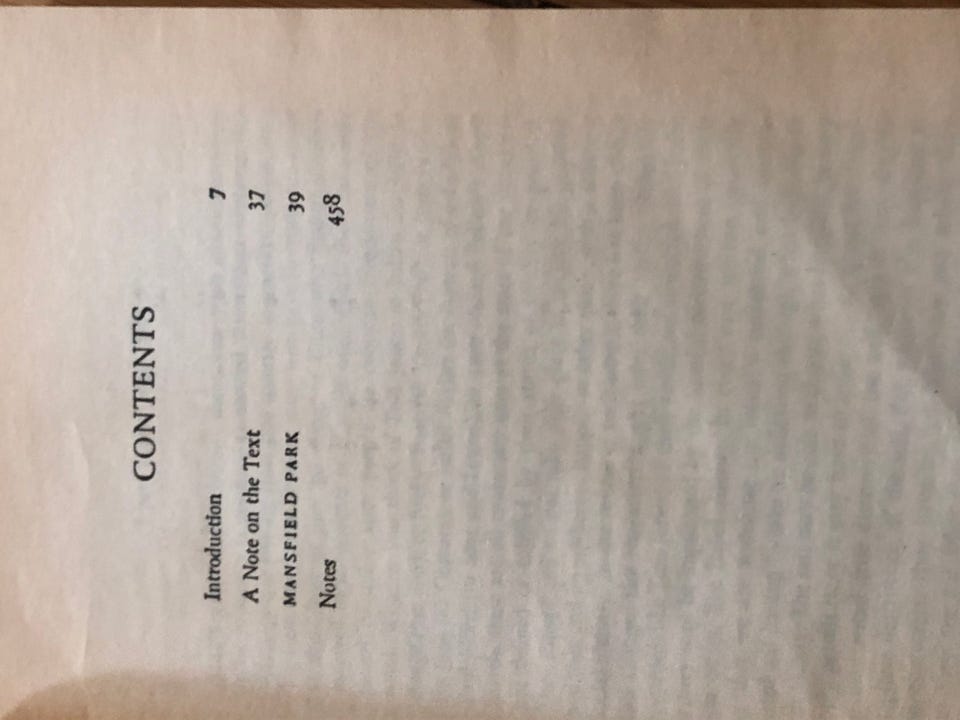 CONTENTS
Introduction 7
A Note on the Text 37
MANSFIELD PARK 39
Notes 458